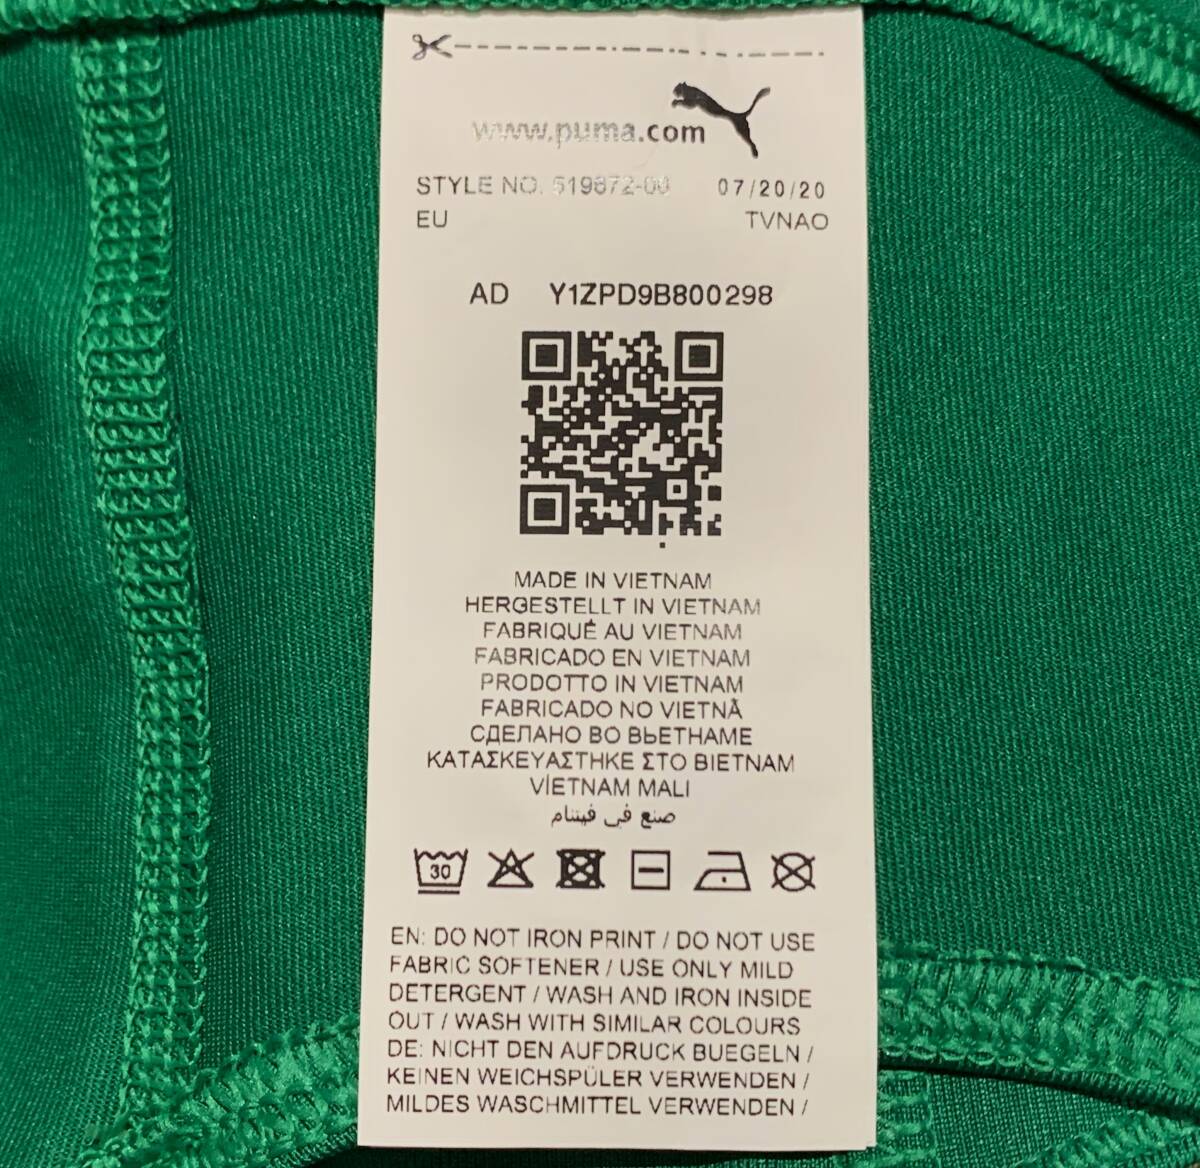 www.puma.com
STYLE NO. 519872-00 07/20/20
EU TVNAO
AD Y1ZPD9B800298
MADE IN VIETNAM
HERGESTELLT IN VIETNAM
FABRIQUÉ AU VIETNAM
FABRICADO EN VIETNAM
PRODOTTO IN VIETNAM
FABRICADO NO VIETNÃ
СДЕЛАНО ВО ВЬЕТНАМЕ
ΚΑΤΑΣΚΕΥΑΣΤΗΚΕ ΣΤΟ ΒΙΕΤΝΑΜ
VİETNAM MALI
صنع في فيتنام
30
EN: DO NOT IRON PRINT / DO NOT USE
FABRIC SOFTENER / USE ONLY MILD
DETERGENT / WASH AND IRON INSIDE
OUT / WASH WITH SIMILAR COLOURS
DE: NICHT DEN AUFDRUCK BUEGELN /
KEINEN WEICHSPÜLER VERWENDEN /
MILDES WASCHMITTEL VERWENDEN /